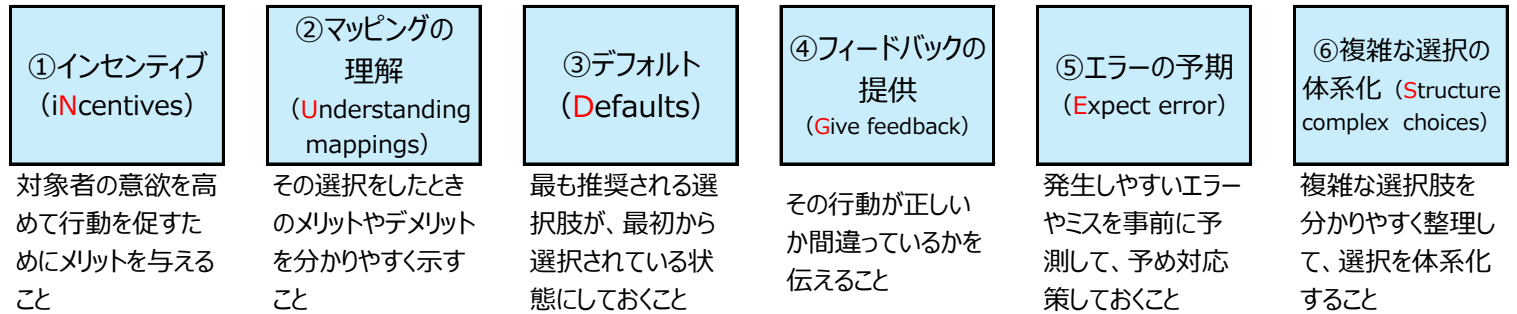 ①インセンティブ
（iNcentives）
対象者の意欲を高
めて行動を促すた
めにメリットを与える
こと
②マッピングの
理解
（Understanding
mappings）
その選択をしたとき
のメリットやデメリット
を分かりやすく示す
こと
③デフォルト
（Defaults）
最も推奨される選
択肢が、最初から
選択されている状
態にしておくこと
④フィードバックの
提供
（Give feedback）
その行動が正しい
か間違っているかを
伝えること
⑤エラーの予期
（Expect error）
発生しやすいエラー
やミスを事前に予
測して、予め対応
策しておくこと
⑥複雑な選択の
体系化（Structure
complex choices）
複雑な選択肢を
分かりやすく整理し
て、選択を体系化
すること